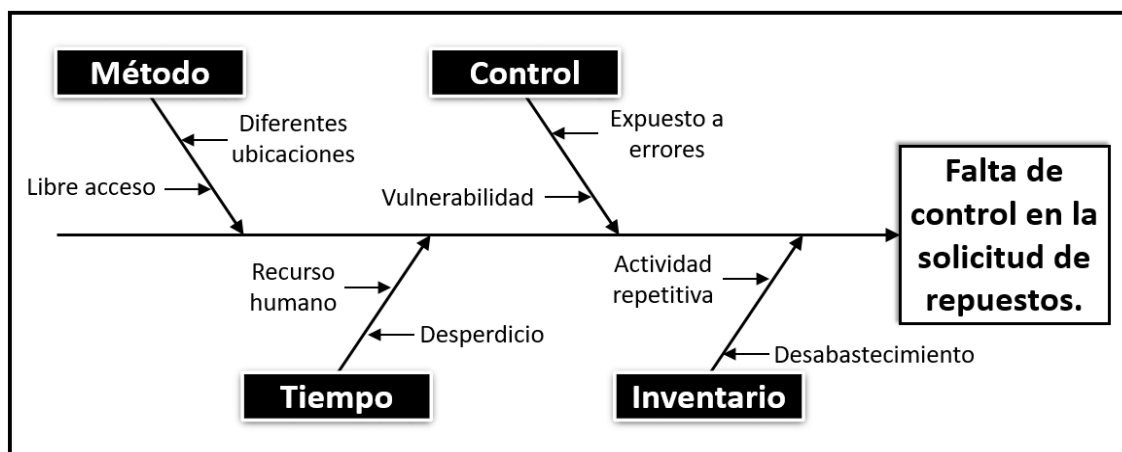 Método
Control
Diferentes
ubicaciones
Libre acceso
Expuesto a
errores
Vulnerabilidad
Falta de
control en la
solicitud de
repuestos.
Recurso
humano
Desperdicio
Actividad
repetitiva
Desabastecimiento
Tiempo
Inventario